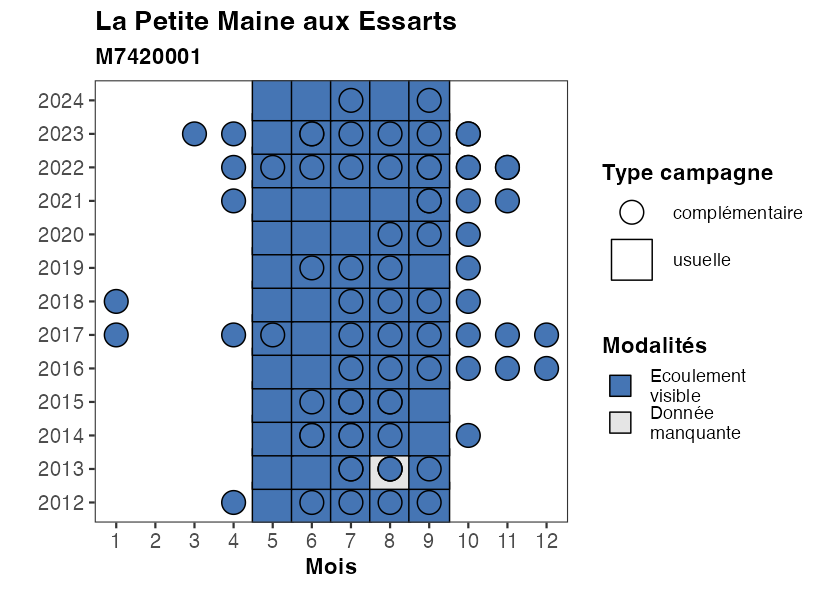 La Petite Maine aux Essarts
M7420001
2024
2023
2022
2021
2020
2019
2018
2017
2016
2015
2014
2013
2012
1 2 3 4 5 6 7 8 9 10 11 12
Mois
Type campagne
complémentaire
usuelle
Modalités
Ecoulement
visible
Donnée
manquante